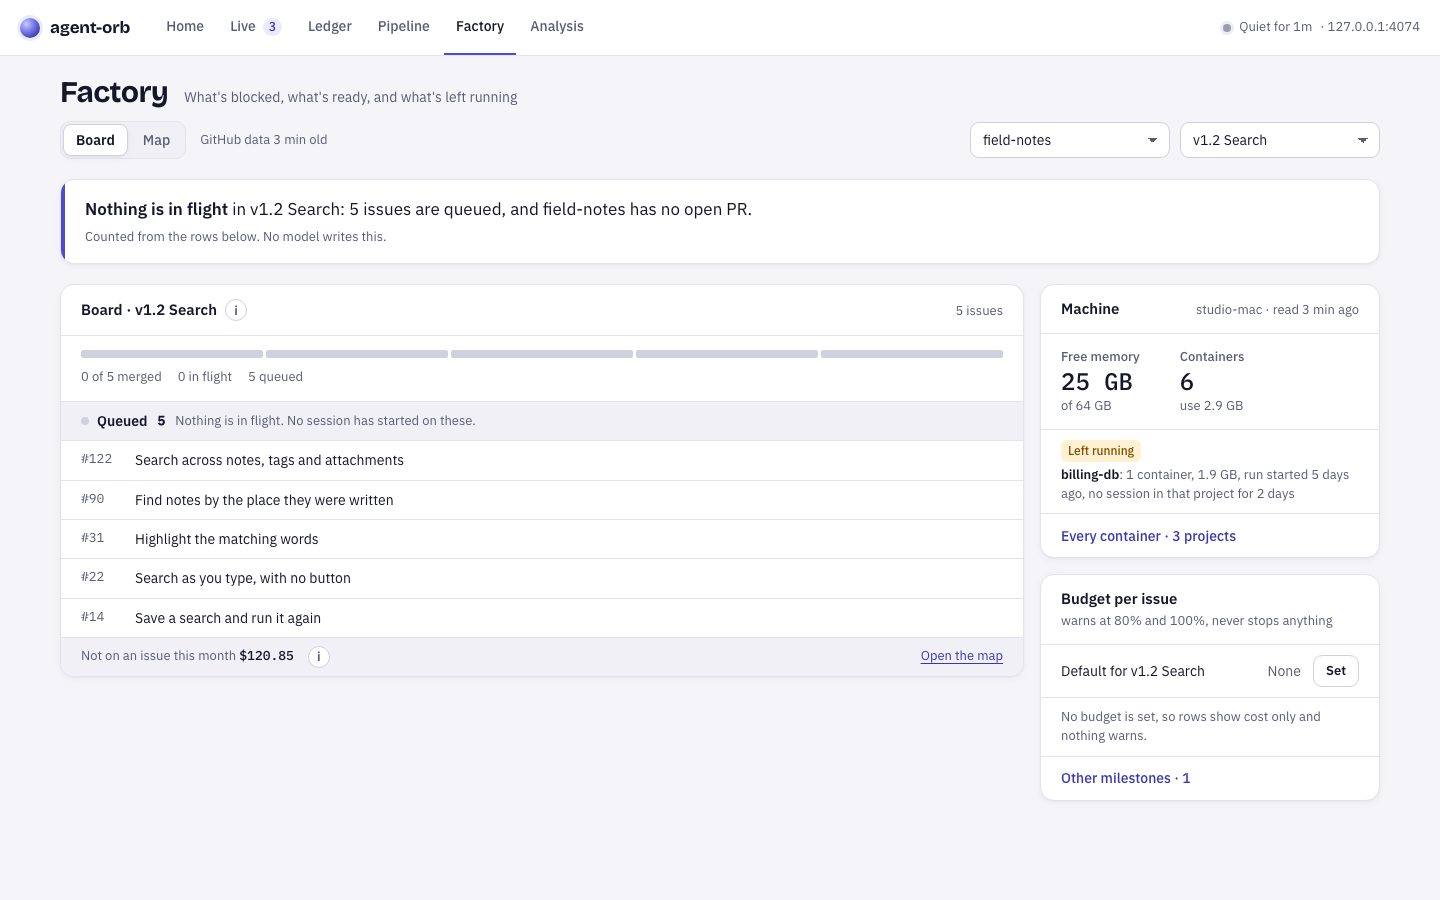 agent-orb Home Live 3 Ledger Pipeline Factory Analysis Quiet for 1m · 127.0.0.1:4074
Factory What's blocked, what's ready, and what's left running
Board Map GitHub data 3 min old field-notes v1.2 Search
Nothing is in flight in v1.2 Search: 5 issues are queued, and field-notes has no open PR.
Counted from the rows below. No model writes this.
Board · v1.2 Search i 5 issues
0 of 5 merged 0 in flight 5 queued
Queued 5 Nothing is in flight. No session has started on these.
#122 Search across notes, tags and attachments
#90 Find notes by the place they were written
#31 Highlight the matching words
#22 Search as you type, with no button
#14 Save a search and run it again
Not on an issue this month $120.85 i Open the map
Machine studio-mac · read 3 min ago
Free memory Containers
25 GB 6
of 64 GB use 2.9 GB
Left running
billing-db: 1 container, 1.9 GB, run started 5 days
ago, no session in that project for 2 days
Every container · 3 projects
Budget per issue
warns at 80% and 100%, never stops anything
Default for v1.2 Search None Set
No budget is set, so rows show cost only and
nothing warns.
Other milestones · 1